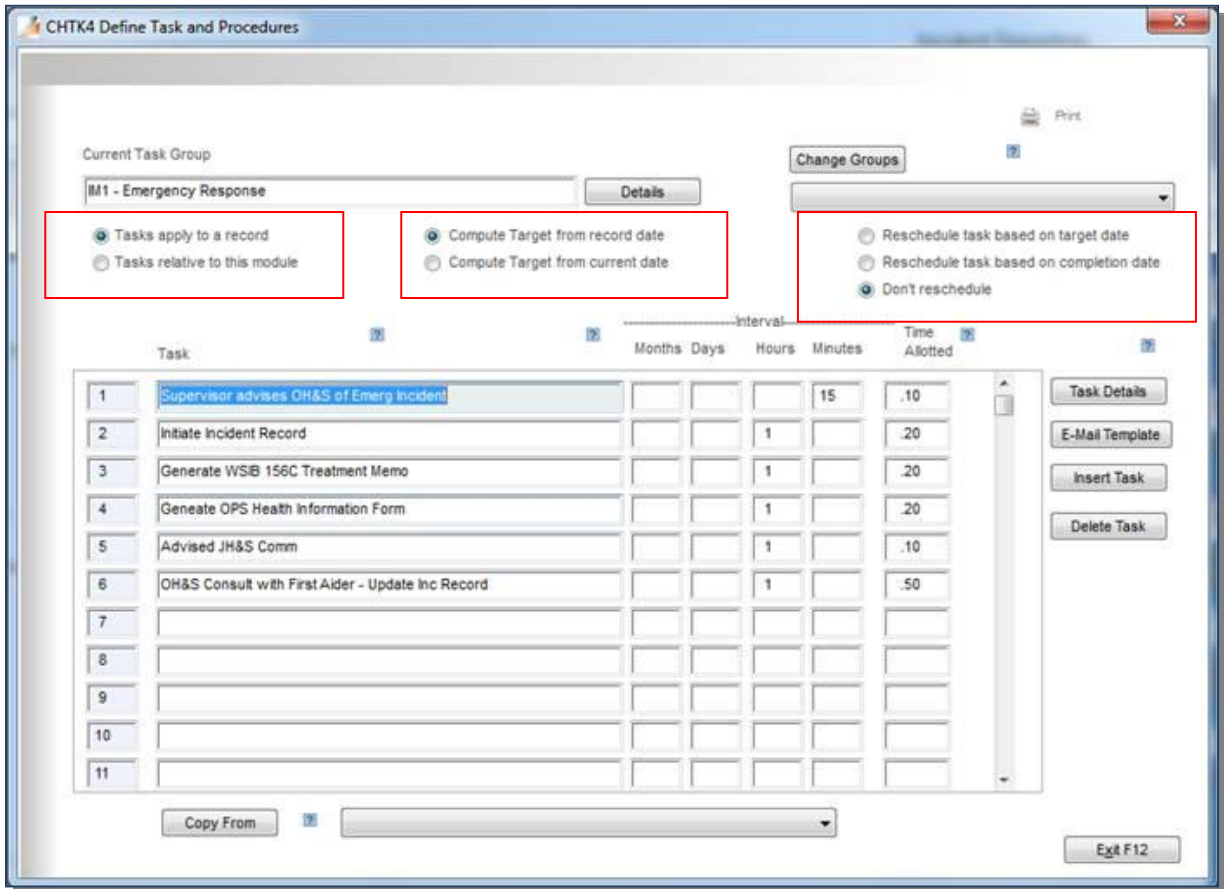 CHTK4 Define Task and Procedures
Print
Current Task Group
Change Groups
?
IM1 - Emergency Response
Details
Tasks apply to a record
Compute Target from record date
Reschedule task based on target date
Tasks relative to this module
Compute Target from current date
Reschedule task based on completion date
Don't reschedule
Interval
Task ? ? Months Days Hours Minutes Time Allotted ? ?
1 Supervisor advises OH&S of Emerg Incident 15 .10 Task Details
2 Initiate Incident Record 1 .20 E-Mail Template
3 Generate WSIB 156C Treatment Memo 1 .20 Insert Task
4 Geneate OPS Health Information Form 1 .20
Delete Task
5 Advised JH&S Comm 1 .10
6 OH&S Consult with First Aider - Update Inc Record 1 .50
7
8
9
10
11
Copy From ?
Exit F12